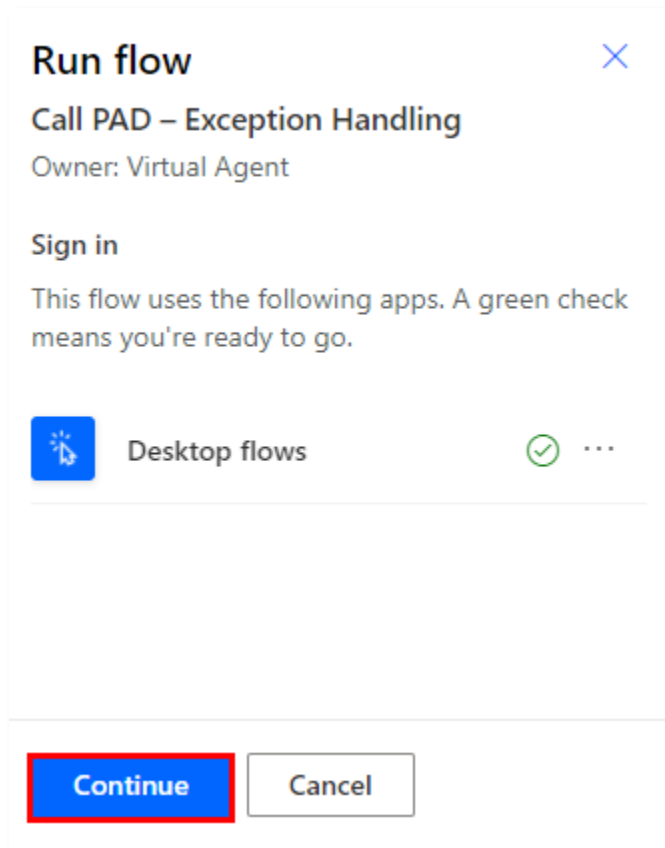 Run flow
Call PAD – Exception Handling
Owner: Virtual Agent
Sign in
This flow uses the following apps. A green check
means you're ready to go.
Desktop flows
Continue
Cancel